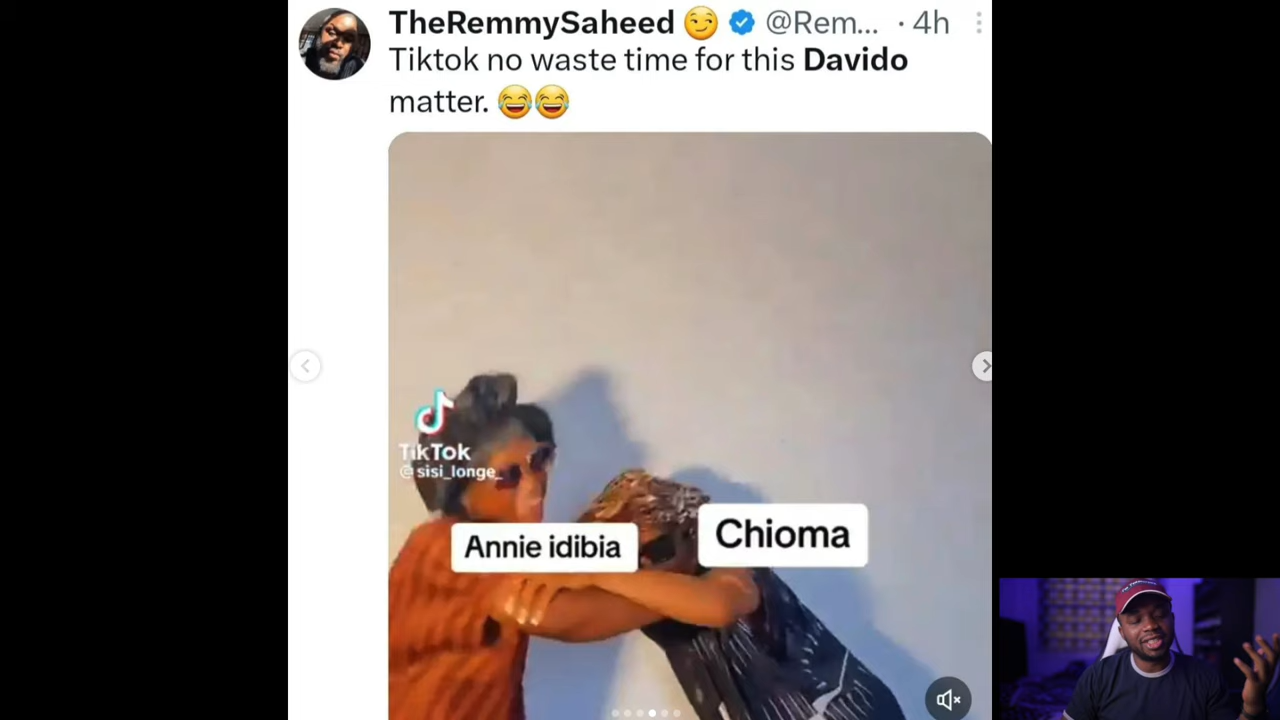 TheRemmySaheed 😏 @Rem... · 4h
Tiktok no waste time for this Davido
matter. 😂😂
TikTok
@sisi_longe_
Annie idibia
Chioma